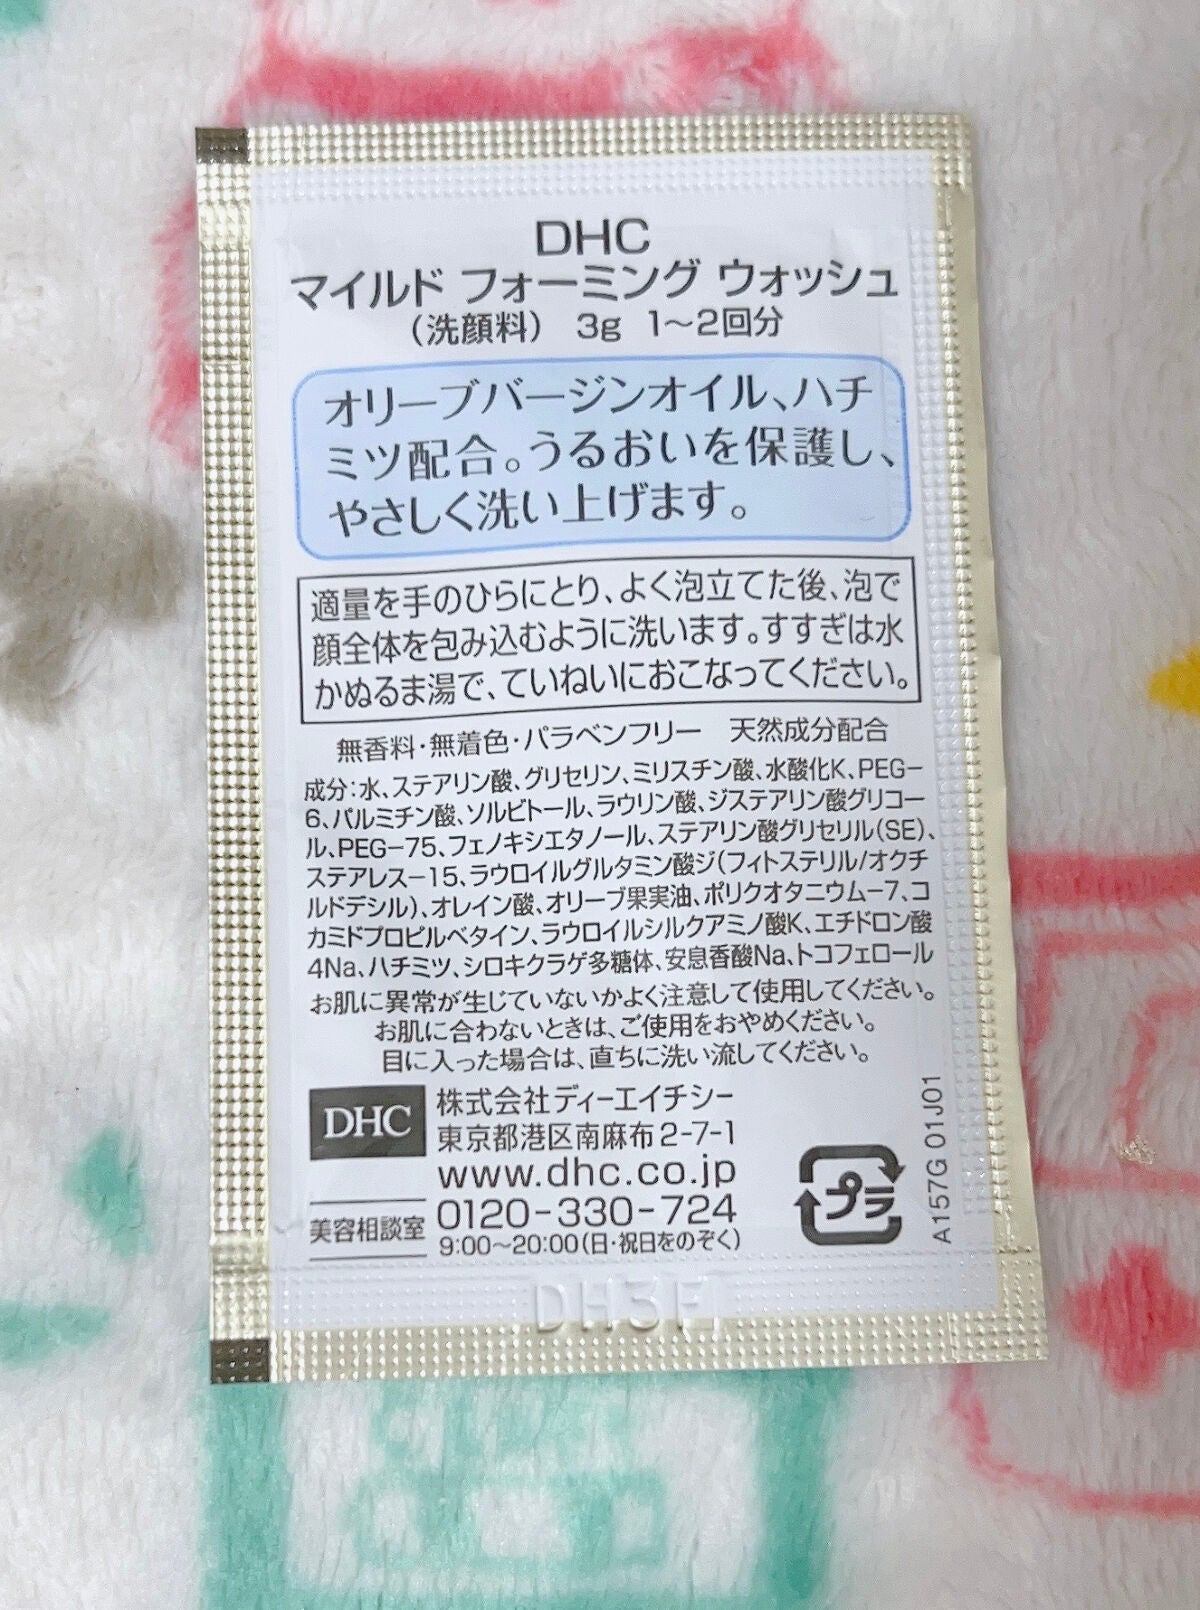 DHC
マイルド フォーミング ウォッシュ
（洗顔料） 3g 1〜2回分
オリーブバージンオイル、ハチ
ミツ配合。うるおいを保護し、
やさしく洗い上げます。
適量を手のひらにとり、よく泡立てた後、泡で
顔全体を包み込むように洗います。すすぎは水
かぬるま湯で、ていねいにおこなってください。
無香料・無着色・パラベンフリー 天然成分配合
成分：水、ステアリン酸、グリセリン、ミリスチン酸、水酸化K、PEG−
6、パルミチン酸、ソルビトール、ラウリン酸、ジステアリン酸グリコー
ル、PEG−75、フェノキシエタノール、ステアリン酸グリセリル(SE)、
ステアレス−15、ラウロイルグルタミン酸ジ(フィトステリル/オクチ
ルドデシル)、オレイン酸、オリーブ果実油、ポリクオタニウム−7、コ
カミドプロピルベタイン、ラウロイルシルクアミノ酸K、エチドロン酸
4Na、ハチミツ、シロキクラゲ多糖体、安息香酸Na、トコフェロール
お肌に異常が生じていないかよく注意して使用してください。
お肌に合わないときは、ご使用をおやめください。
目に入った場合は、直ちに洗い流してください。
DHC
株式会社ディーエイチシー
東京都港区南麻布2-7-1
www.dhc.co.jp
美容相談室
0120-330-724
9:00〜20:00（日・祝日をのぞく）
プラ
A157G 01J01
DH3F